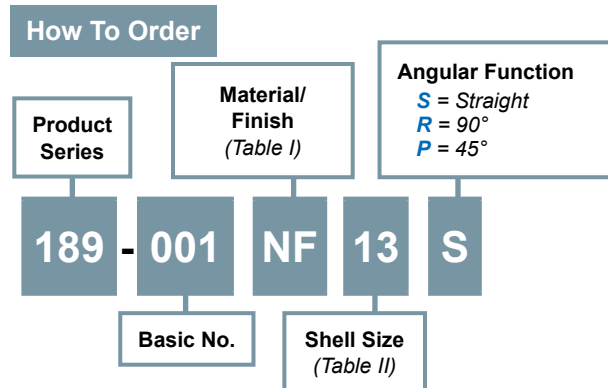 How To Order
Angular Function
S = Straight
R = 90°
P = 45°
Material/
Finish
(Table I)
Product
Series
189 - 001 NF 13 S
Basic No.
Shell Size
(Table II)